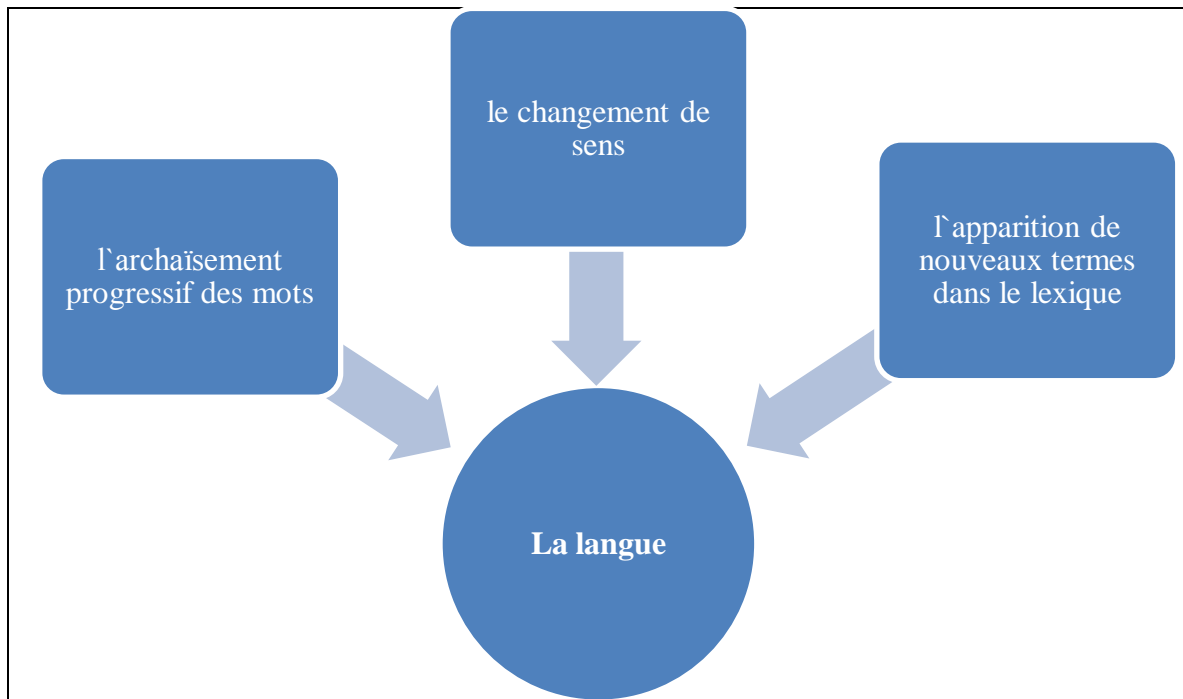 l`archaïsement
progressif des mots
le changement de
sens
l`apparition de
nouveaux termes
dans le lexique
La langue